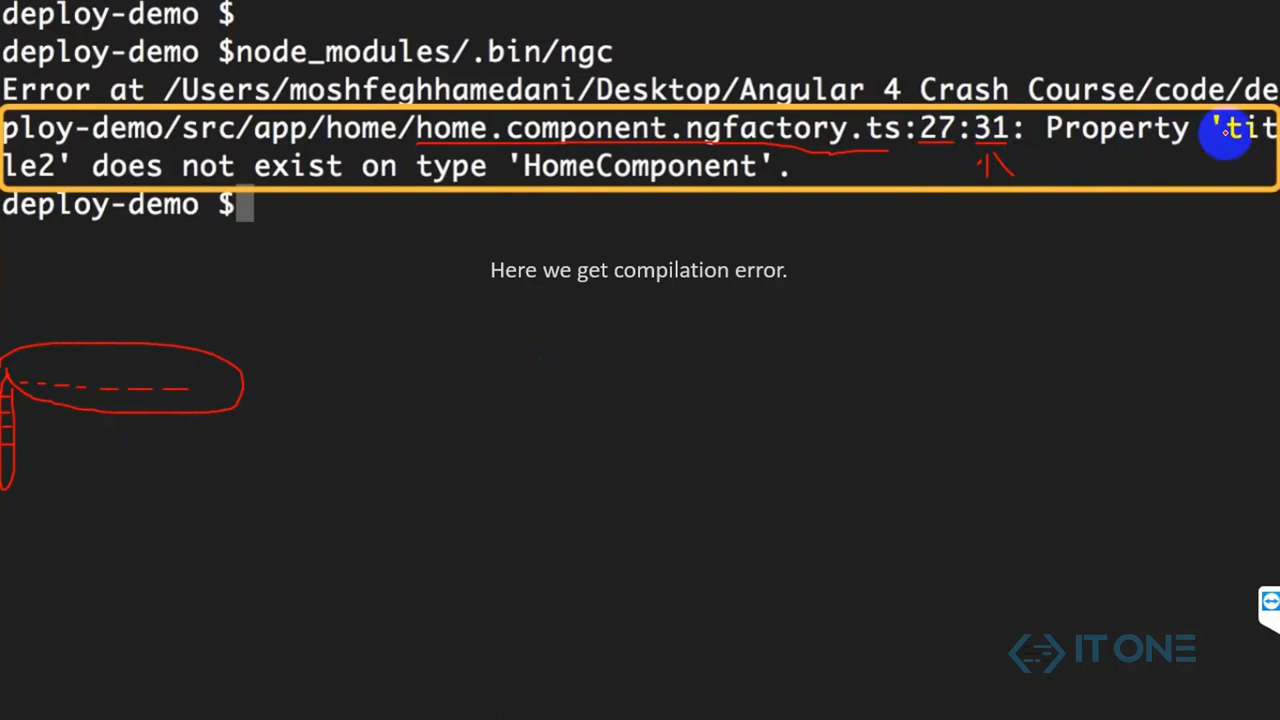 deploy-demo $
deploy-demo $node_modules/.bin/ngc
Error at /Users/moshfeghhamedani/Desktop/Angular 4 Crash Course/code/de
ploy-demo/src/app/home/home.component.ngfactory.ts:27:31: Property 'tit
le2' does not exist on type 'HomeComponent'.
deploy-demo $
Here we get compilation error.
IT ONE